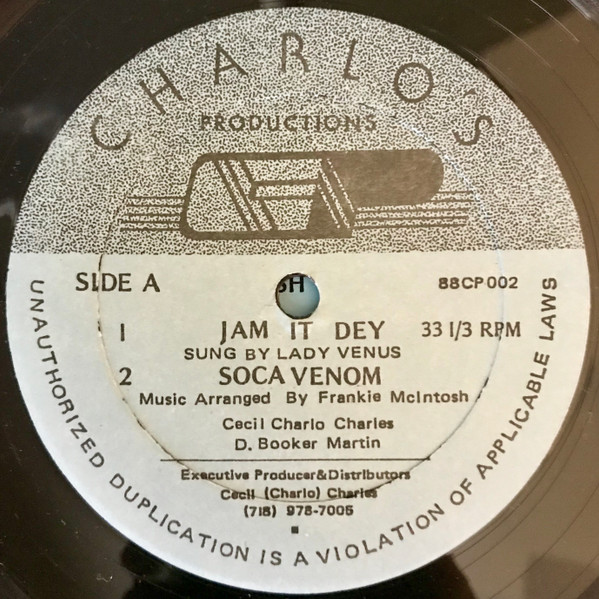 CHARLO'S
PRODUCTIONS
SIDE A
88CP002
1 JAM IT DEY 33 1/3 RPM
SUNG BY LADY VENUS
2 SOCA VENOM
Music Arranged By Frankie McIntosh
Cecil Charlo Charles
D. Booker Martin
Executive Producer&Distributors
Cecil (Charlo) Charles
(718) 978-7005
UNAUTHORIZED DUPLICATION IS A VIOLATION OF APPLICABLE LAWS